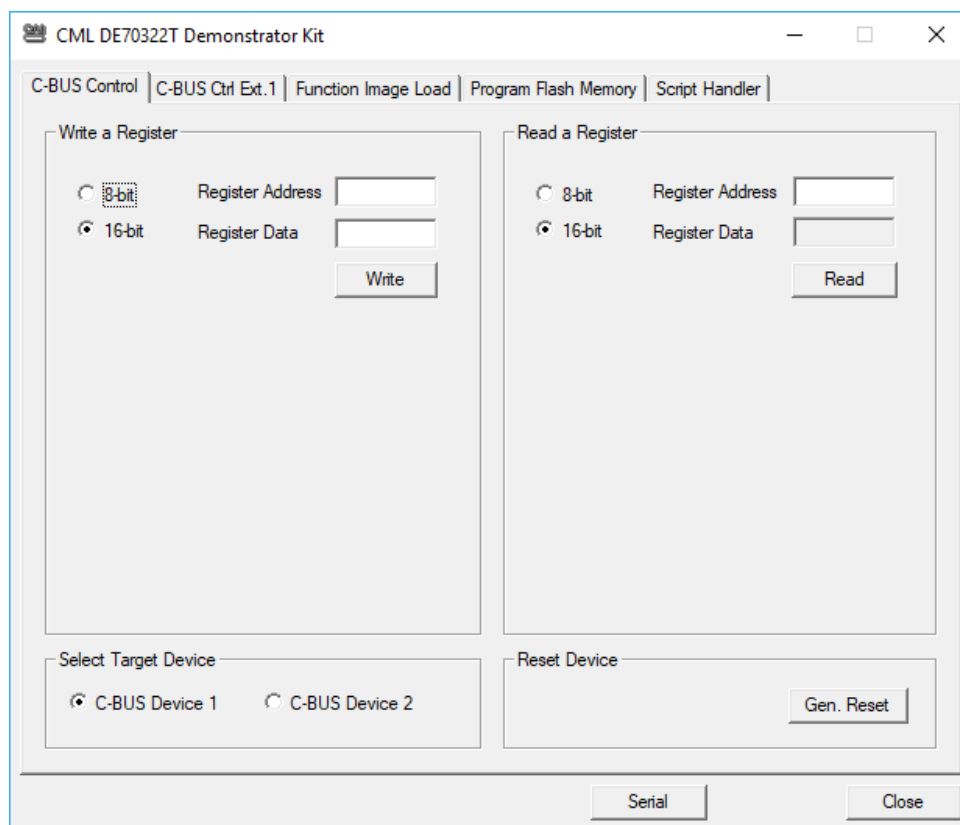 CML DE70322T Demonstrator Kit
C-BUS Control C-BUS Ctrl Ext.1 Function Image Load Program Flash Memory Script Handler
Write a Register
8-bit Register Address
16-bit Register Data
Write
Read a Register
8-bit Register Address
16-bit Register Data
Read
Select Target Device
C-BUS Device 1 C-BUS Device 2
Reset Device
Gen. Reset
Serial Close